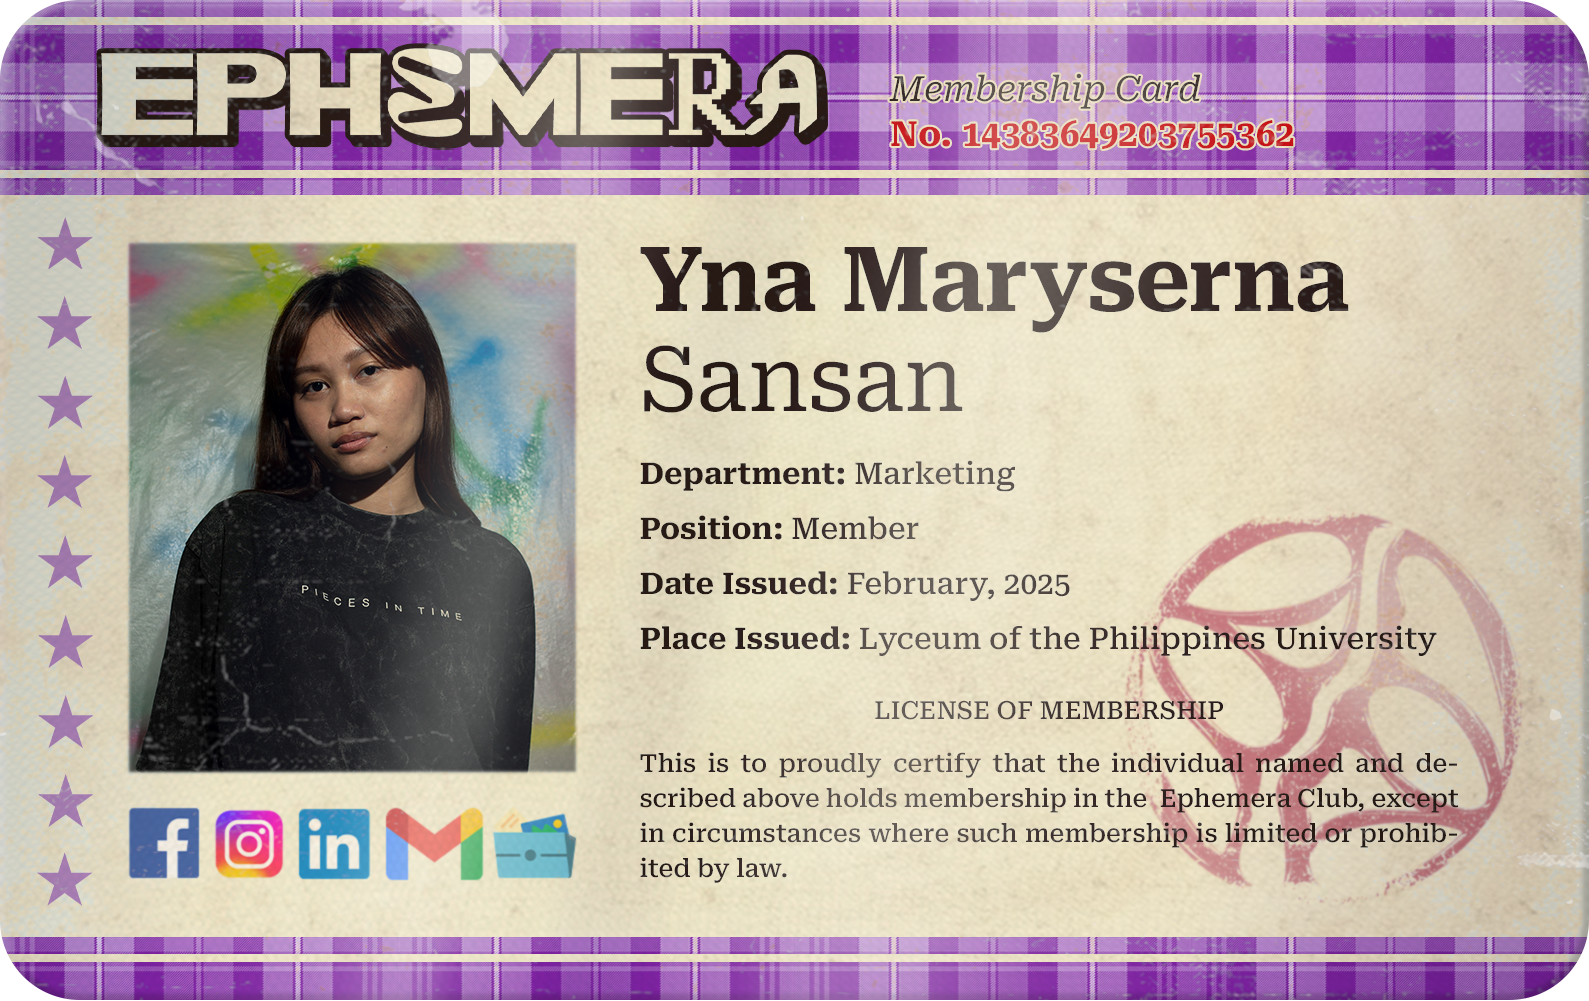 EPHEMERA
Membership Card
No. 14383649203755362
Yna Maryserna
Sansan
Department: Marketing
Position: Member
Date Issued: February, 2025
Place Issued: Lyceum of the Philippines University
PIECES IN TIME
LICENSE OF MEMBERSHIP
This is to proudly certify that the individual named and de-
scribed above holds membership in the Ephemera Club, except
in circumstances where such membership is limited or prohib-
ited by law.
f
in